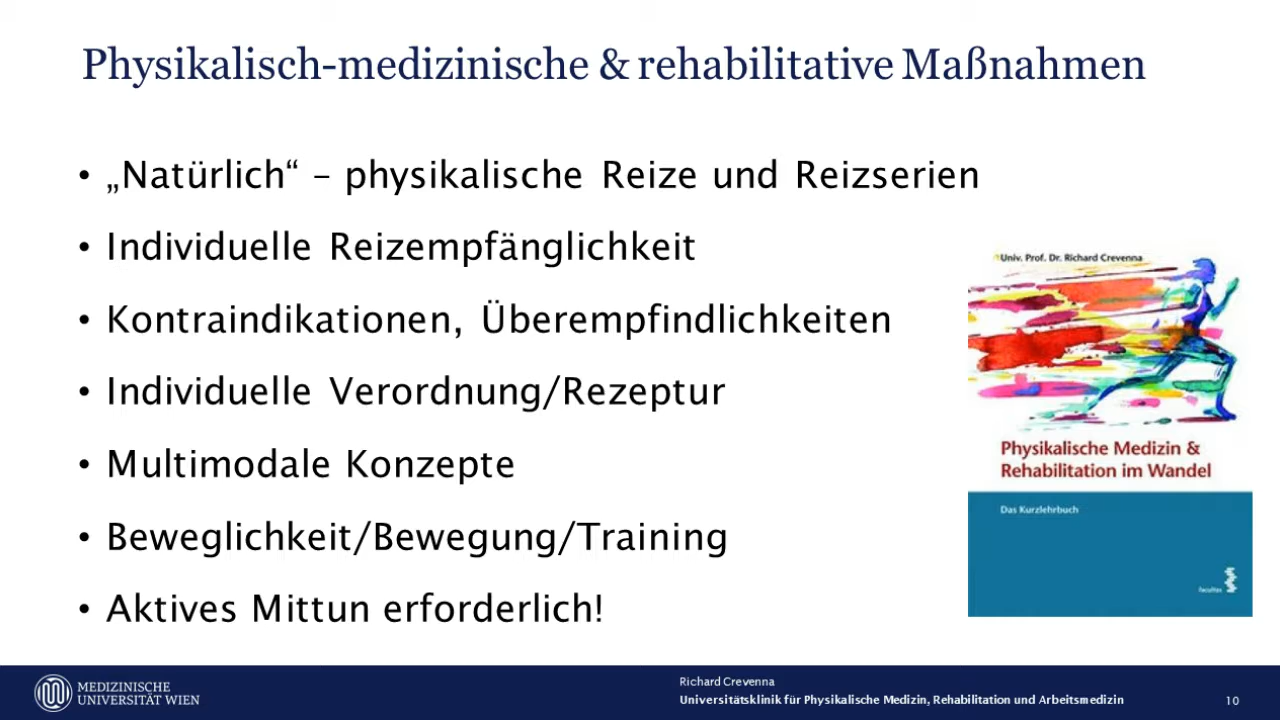 Physikalisch-medizinische & rehabilitative Maßnahmen
• „Natürlich“ – physikalische Reize und Reizserien
• Individuelle Reizempfänglichkeit
• Kontraindikationen, Überempfindlichkeiten
• Individuelle Verordnung/Rezeptur
• Multimodale Konzepte
• Beweglichkeit/Bewegung/Training
• Aktives Mittun erforderlich!
Univ. Prof. Dr. Richard Crevenna
Physikalische Medizin &
Rehabilitation im Wandel
Das Kurzlehrbuch
facultas
MEDIZINISCHE
UNIVERSITÄT WIEN
Richard Crevenna
Universitätsklinik für Physikalische Medizin, Rehabilitation und Arbeitsmedizin
10